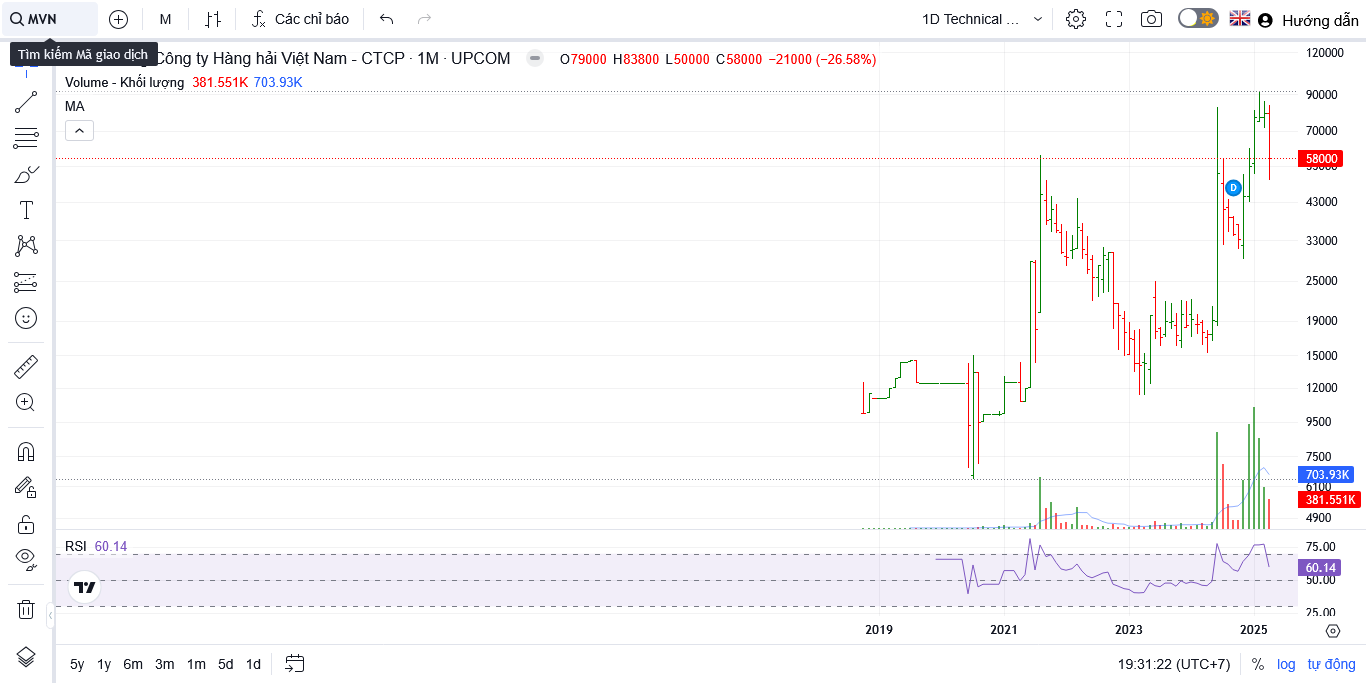 MVN
M
Các chỉ báo
1D Technical ...
Hướng dẫn
Tìm kiếm Mã giao dịch
Công ty Hàng hải Việt Nam - CTCP · 1M · UPCOM
O79000 H83800 L50000 C58000 −21000 (−26.58%)
Volume - Khối lượng 381.551K 703.93K
MA
120000
90000
70000
58000
43000
33000
25000
19000
15000
12000
9500
7500
703.93K
6100
381.551K
4900
D
RSI 60.14
75.00
60.14
50.00
25.00
2019
2021
2023
2025
5y 1y 6m 3m 1m 5d 1d
19:31:22 (UTC+7)
%
log
tự động